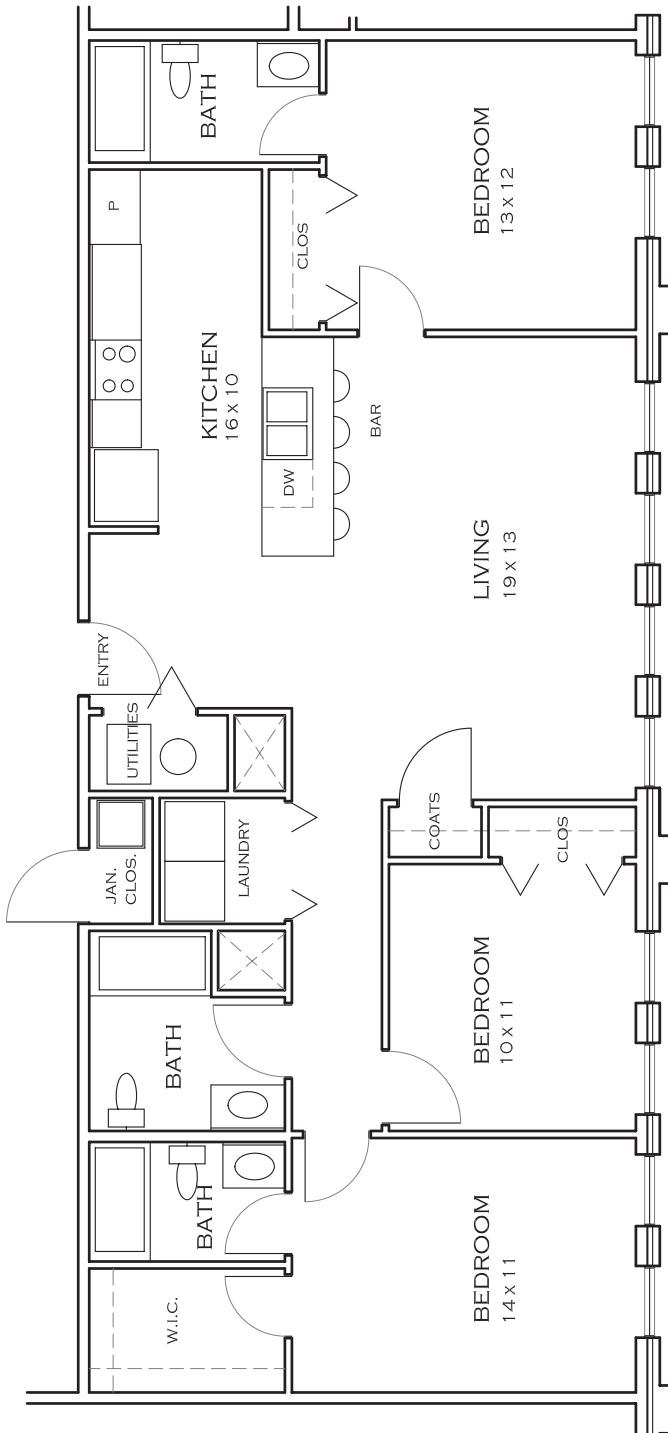 BATH
BEDROOM
13 x 12
P
CLOS
KITCHEN
16 x 10
BAR
DW
LIVING
19 x 13
ENTRY
UTILITIES
COATS
CLOS
LAUNDRY
JAN.
CLOS.
BATH
BEDROOM
10 x 11
BATH
BEDROOM
14 x 11
W.I.C.